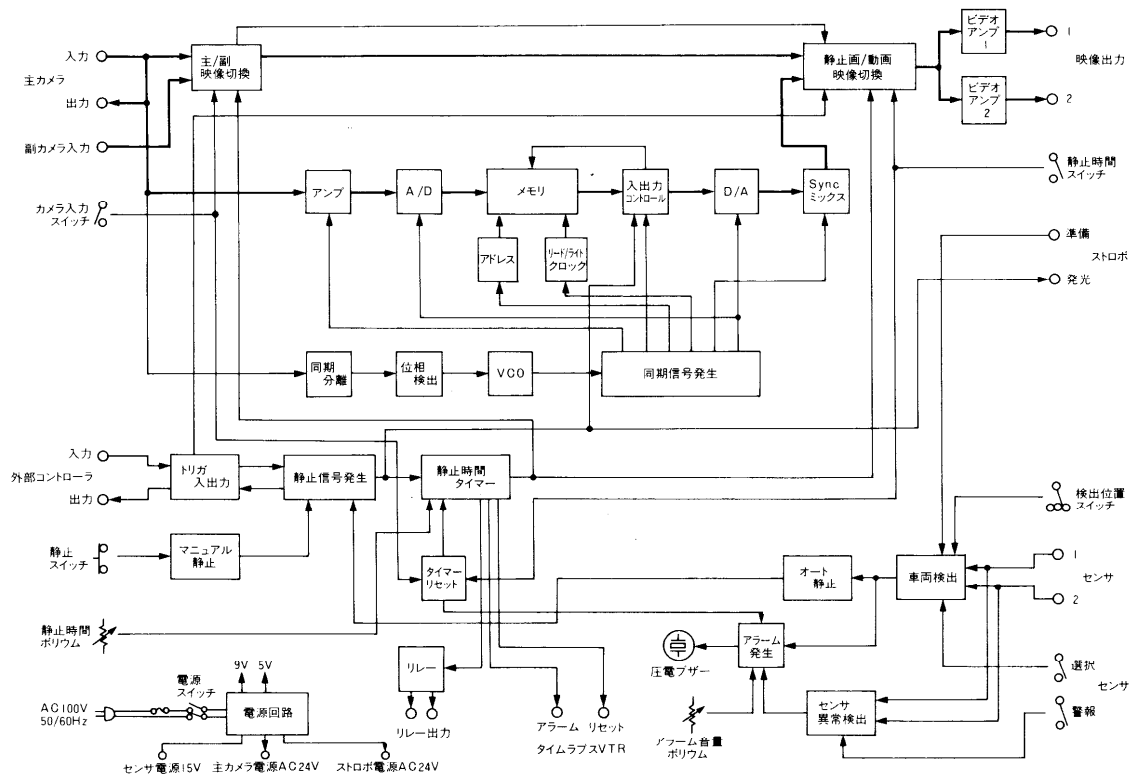 入力
主カメラ
出力
副カメラ入力
カメラ入力
スイッチ
主/副
映像切換
静止画/動画
映像切換
ビデオ
アンプ
1
ビデオ
アンプ
2
1
映像出力
2
静止時間
スイッチ
準備
ストロボ
発光
アンプ
A/D
メモリ
入出力
コントロール
D/A
Sync
ミックス
アドレス
リード/ライト
クロック
同期
分離
位相
検出
VCO
同期信号発生
入力
外部コントローラ
出力
トリガ
入出力
静止信号発生
静止時間
タイマー
静止
スイッチ
マニュアル
静止
タイマー
リセット
オート
静止
車両検出
検出位置
スイッチ
1
センサ
2
静止時間
ボリウム
リレー
リレー出力
アラーム リセット
タイムラプスVTR
圧電ブザー
アラーム
発生
アラーム音量
ボリウム
センサ
異常検出
選択
センサ
警報
9V 5V
電源
スイッチ
AC100V
50/60Hz
電源回路
センサ電源15V 主カメラ電源AC24V ストロボ電源AC24V